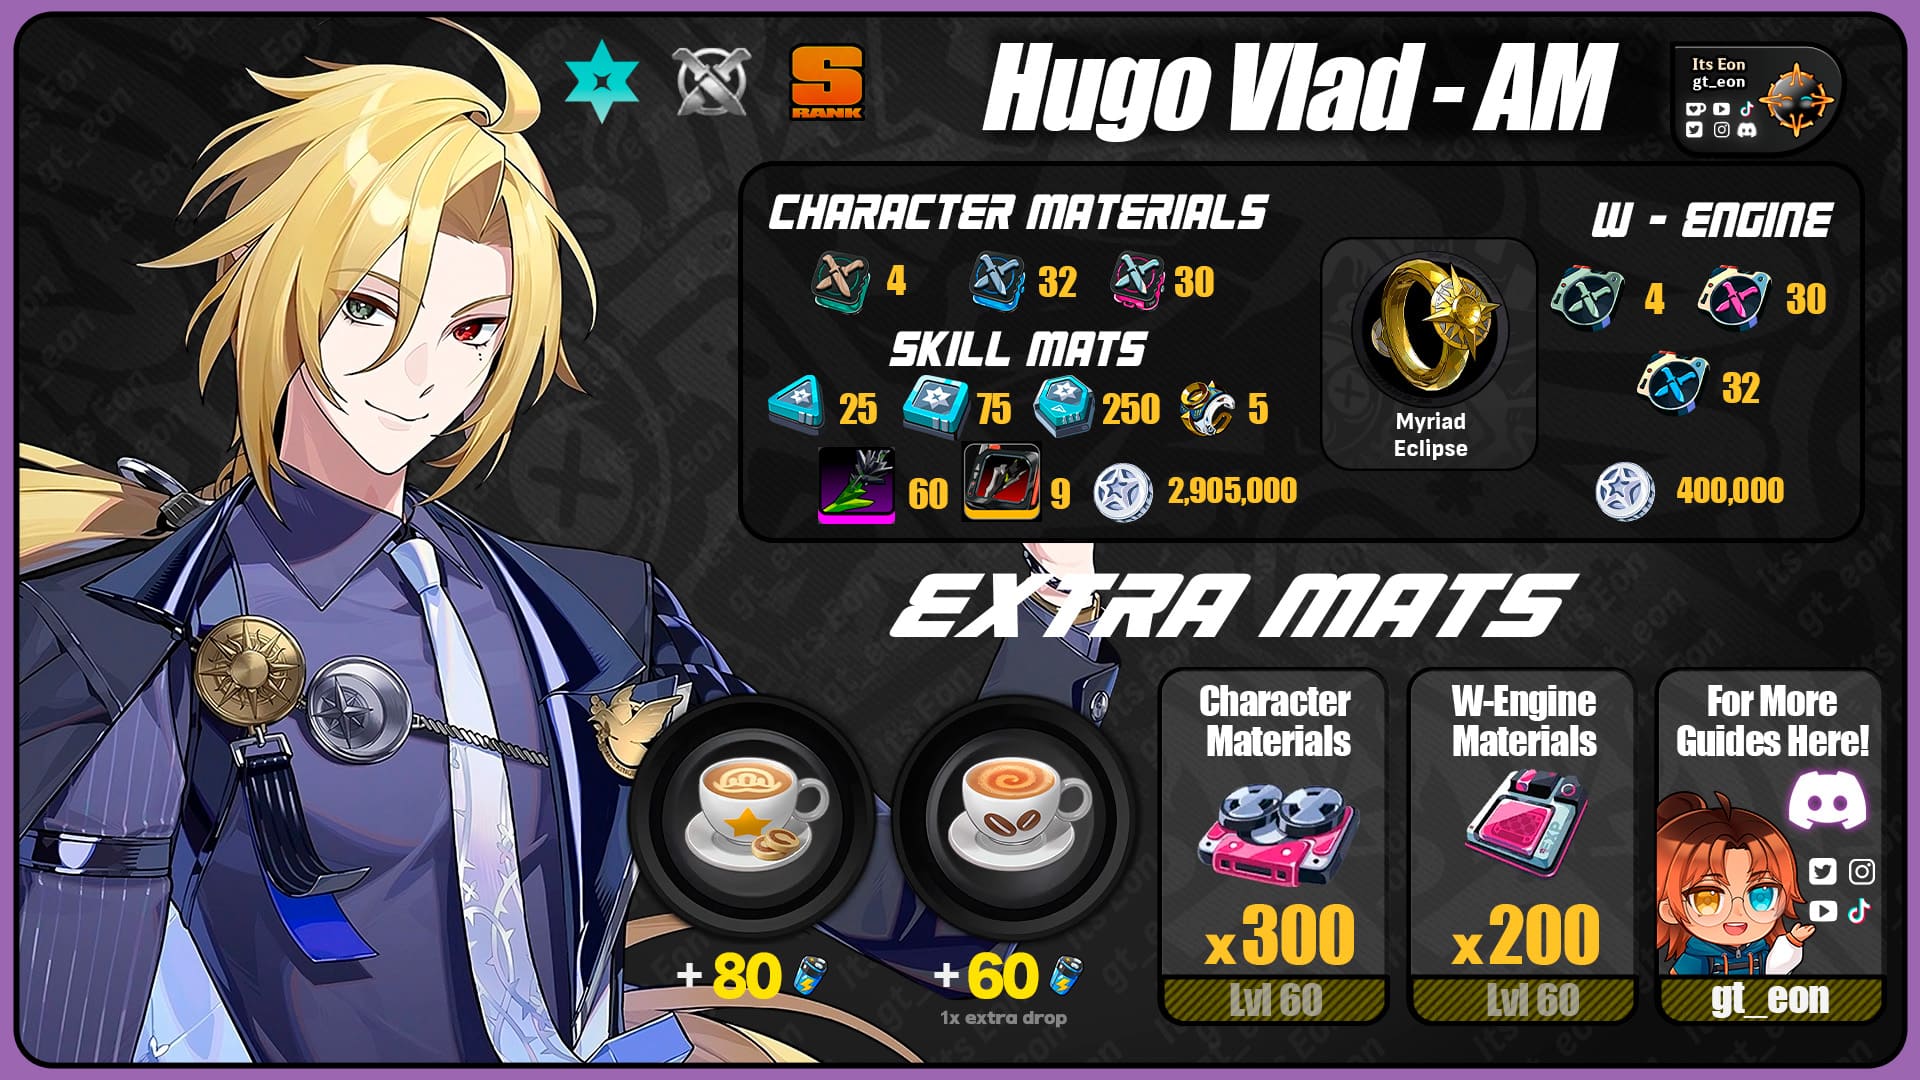 S
RANK
Hugo Vlad - AM
Its Eon
gt_eon
CHARACTER MATERIALS
4 32 30
SKILL MATS
25 75 250 5
60 9 2,905,000
Myriad
Eclipse
W - ENGINE
4 30
32
400,000
EXTRA MATS
+80
+60
1x extra drop
Character
Materials
x300
Lvl 60
W-Engine
Materials
EXP
x200
Lvl 60
For More
Guides Here!
gt_eon